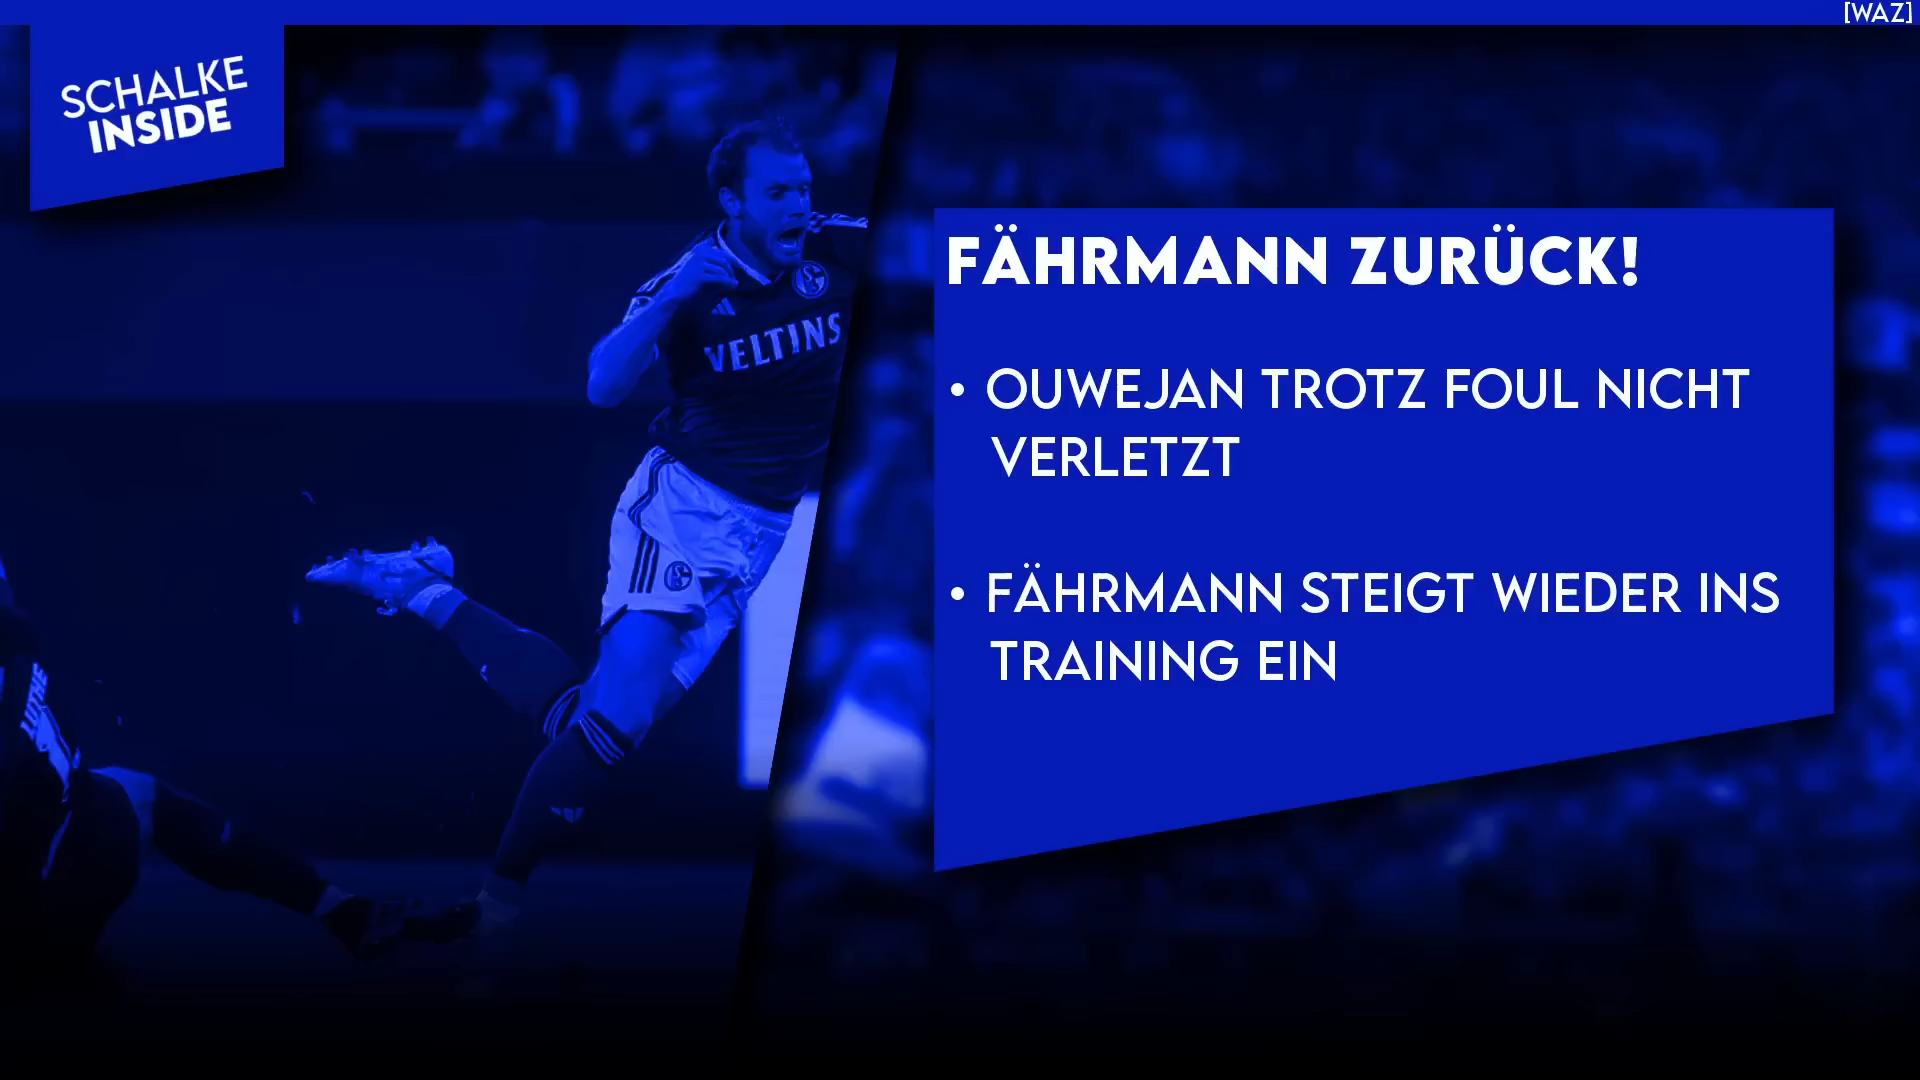 [WAZ]
SCHALKE
INSIDE
VELTINS
FÄHRMANN ZURÜCK!
• OUWEJAN TROTZ FOUL NICHT
VERLETZT
• FÄHRMANN STEIGT WIEDER INS
TRAINING EIN